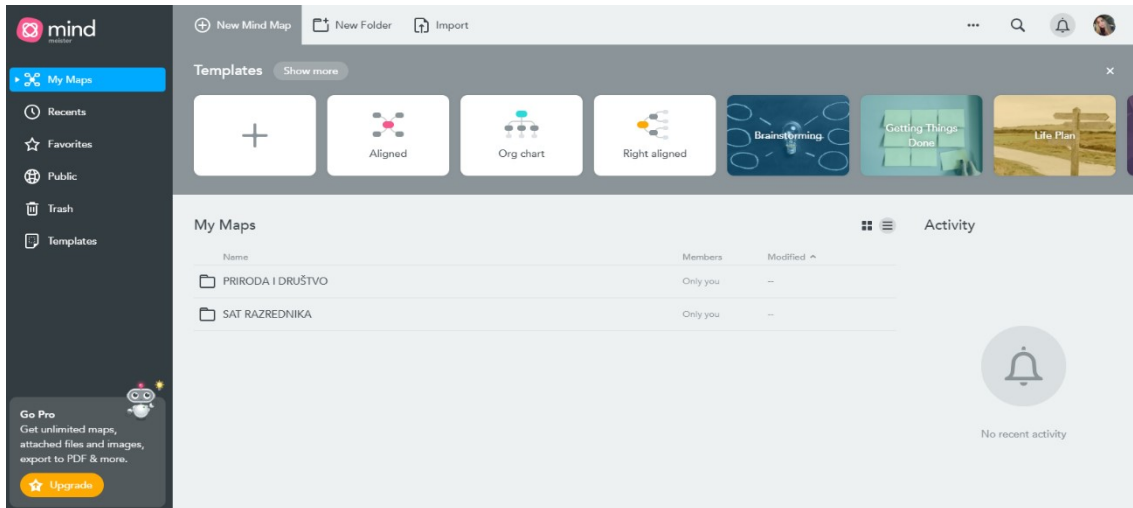 mind
meister
New Mind Map
New Folder
Import
My Maps
Recents
Favorites
Public
Trash
Templates
Templates
Show more
Aligned
Org chart
Right aligned
Brainstorming
Getting Things
Done
Life Plan
My Maps
Name
Members
Modified
PRIRODA I DRUŠTVO
Only you
--
SAT RAZREDNIKA
Only you
--
Activity
No recent activity
Go Pro
Get unlimited maps,
attached files and images,
export to PDF & more.
Upgrade